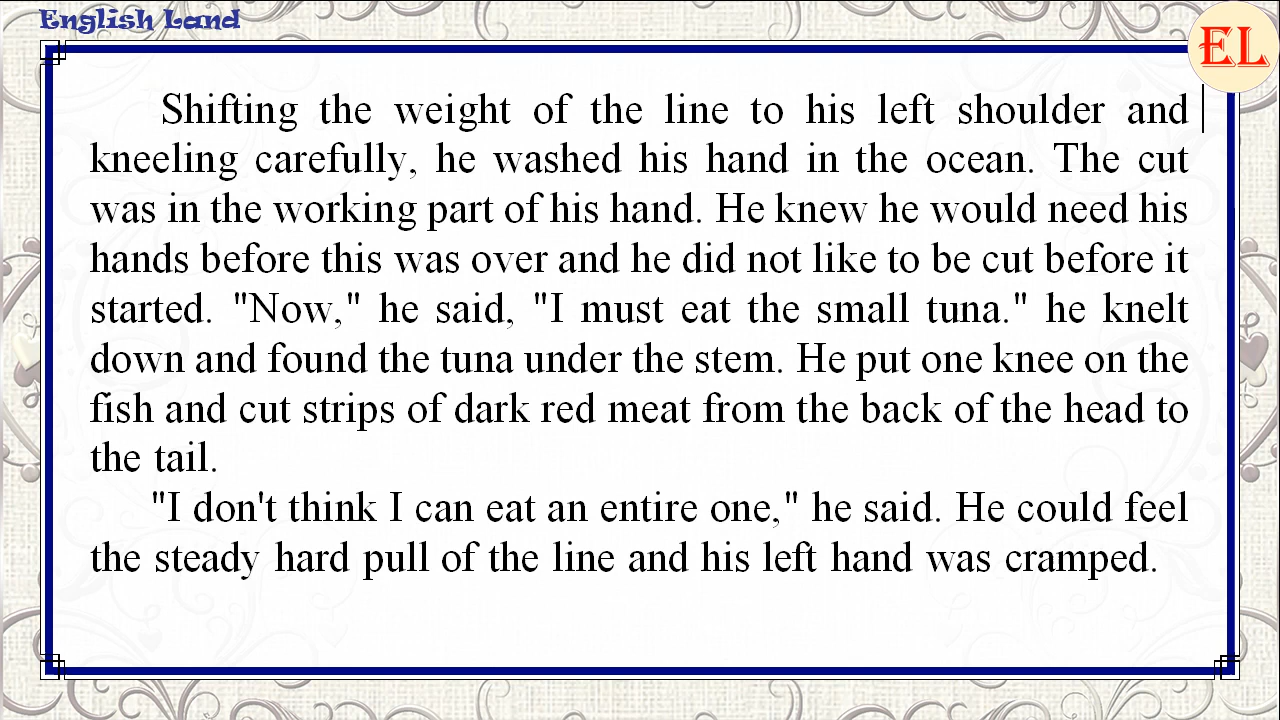 English Land
EL
Shifting the weight of the line to his left shoulder and
kneeling carefully, he washed his hand in the ocean. The cut
was in the working part of his hand. He knew he would need his
hands before this was over and he did not like to be cut before it
started. "Now," he said, "I must eat the small tuna." he knelt
down and found the tuna under the stem. He put one knee on the
fish and cut strips of dark red meat from the back of the head to
the tail.
"I don't think I can eat an entire one," he said. He could feel
the steady hard pull of the line and his left hand was cramped.